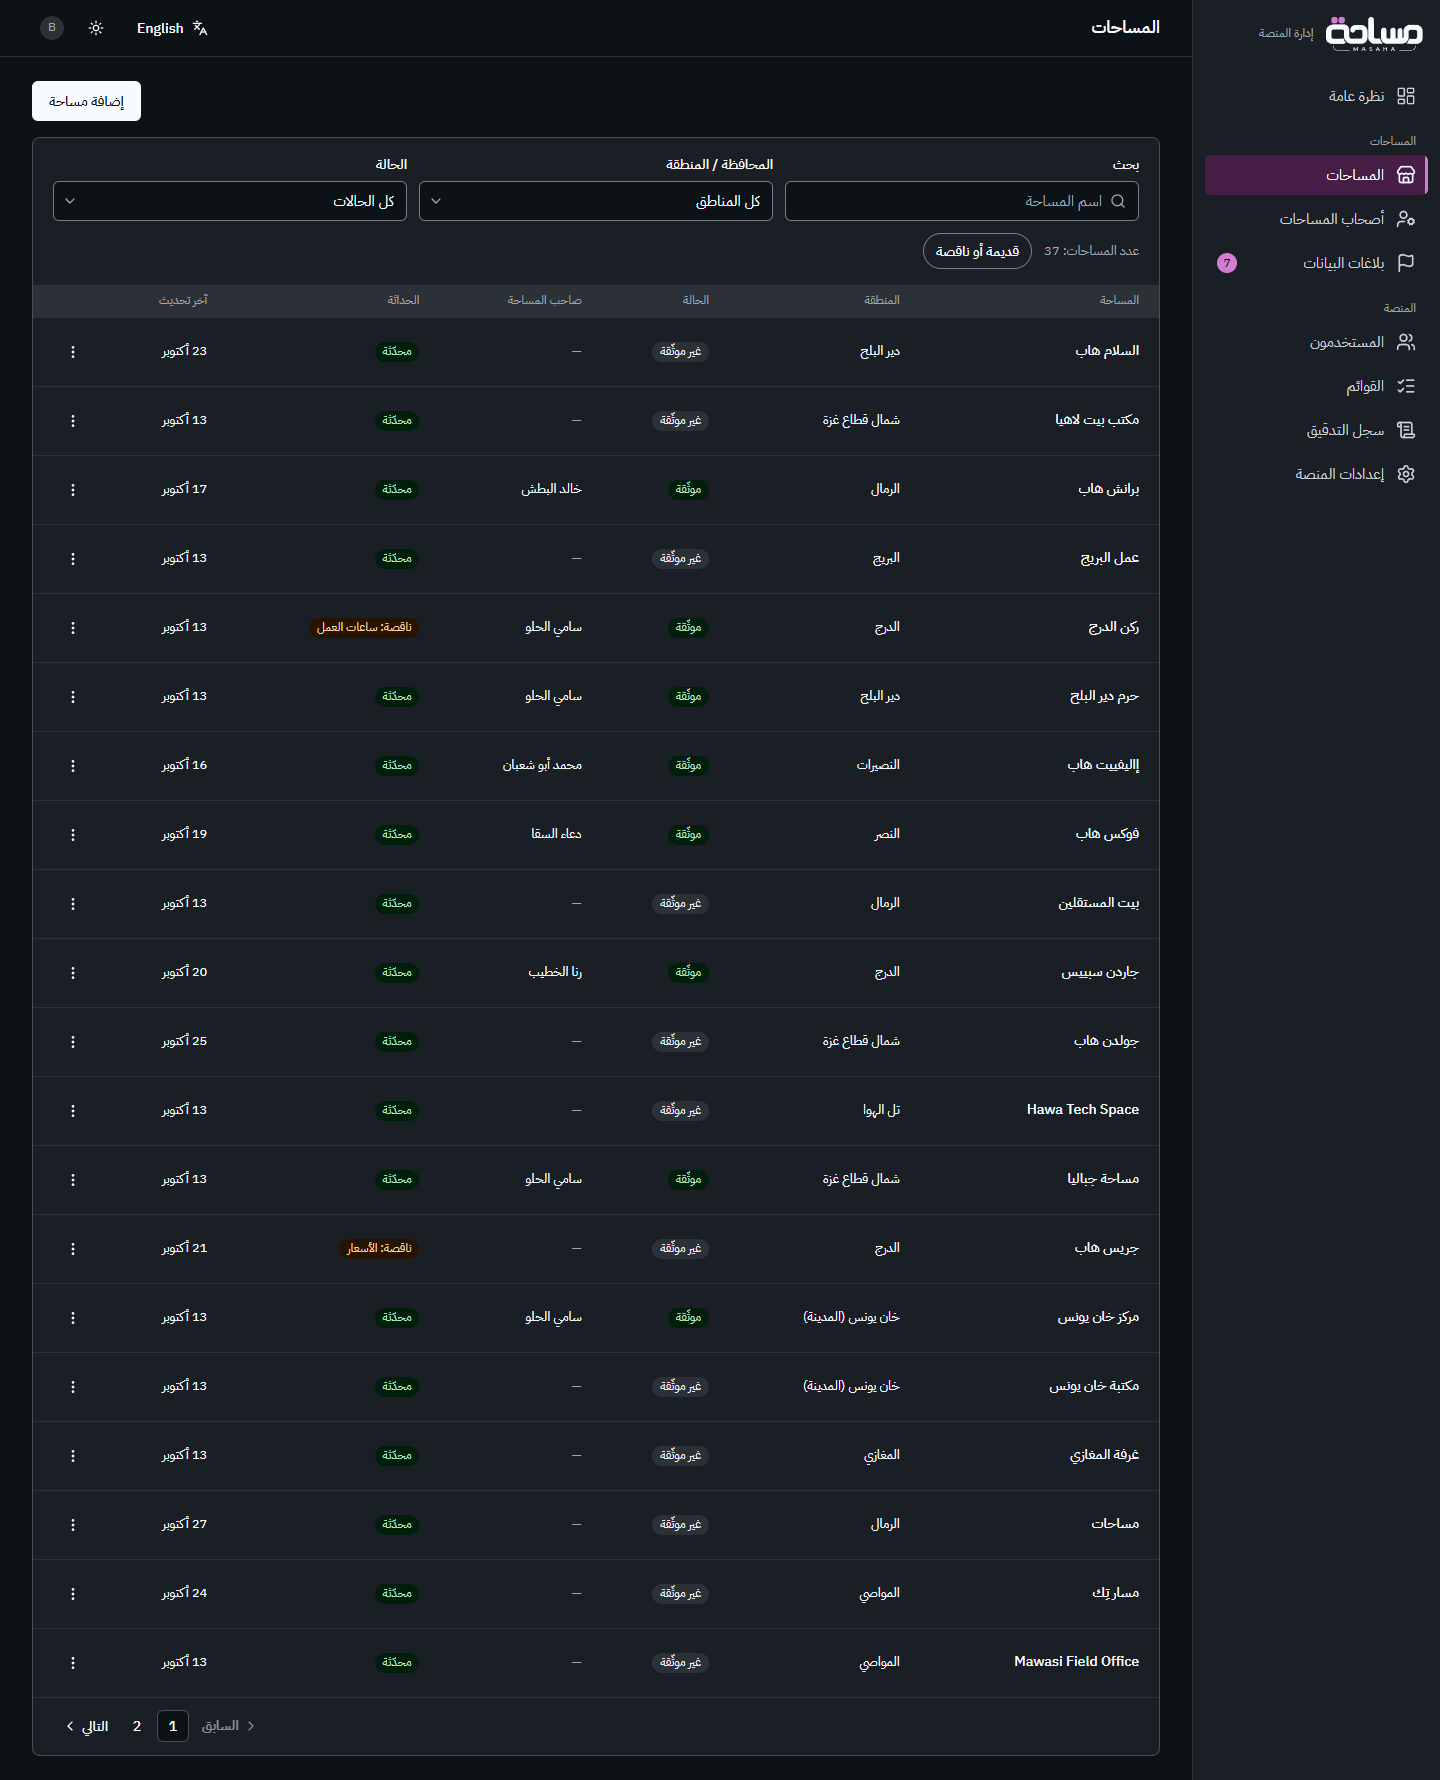 مساحة
MASAHA
إدارة المنصة
نظرة عامة
المساحات
المساحات
أصحاب المساحات
بلاغات البيانات 7
المنصة
المستخدمون
القوائم
سجل التدقيق
إعدادات المنصة
المساحات
English
B
إضافة مساحة
بحث
اسم المساحة
المحافظة / المنطقة
كل المناطق
الحالة
كل الحالات
عدد المساحات: 37 قديمة أو ناقصة
المساحة المنطقة الحالة صاحب المساحة الحداثة آخر تحديث
السلام هاب دير البلح غير موثّقة — محدّثة 23 أكتوبر
مكتب بيت لاهيا شمال قطاع غزة غير موثّقة — محدّثة 13 أكتوبر
برانش هاب الرمال موثّقة خالد البطش محدّثة 17 أكتوبر
عمل البريج البريج غير موثّقة — محدّثة 13 أكتوبر
ركن الدرج الدرج موثّقة سامي الحلو ناقصة: ساعات العمل 13 أكتوبر
حرم دير البلح دير البلح موثّقة سامي الحلو محدّثة 13 أكتوبر
إاليفييت هاب النصيرات موثّقة محمد أبو شعبان محدّثة 16 أكتوبر
فوكس هاب النصر موثّقة دعاء السقا محدّثة 19 أكتوبر
بيت المستقلين الرمال غير موثّقة — محدّثة 13 أكتوبر
جاردن سبييس الدرج موثّقة رنا الخطيب محدّثة 20 أكتوبر
جولدن هاب شمال قطاع غزة غير موثّقة — محدّثة 25 أكتوبر
Hawa Tech Space تل الهوا غير موثّقة — محدّثة 13 أكتوبر
مساحة جباليا شمال قطاع غزة موثّقة سامي الحلو محدّثة 13 أكتوبر
جريس هاب الدرج غير موثّقة — ناقصة: الأسعار 21 أكتوبر
مركز خان يونس خان يونس (المدينة) موثّقة سامي الحلو محدّثة 13 أكتوبر
مكتبة خان يونس خان يونس (المدينة) غير موثّقة — محدّثة 13 أكتوبر
غرفة المغازي المغازي غير موثّقة — محدّثة 13 أكتوبر
مساحات الرمال غير موثّقة — محدّثة 27 أكتوبر
مسار تِك المواصي غير موثّقة — محدّثة 24 أكتوبر
Mawasi Field Office المواصي غير موثّقة — محدّثة 13 أكتوبر
السابق 1 2 التالي